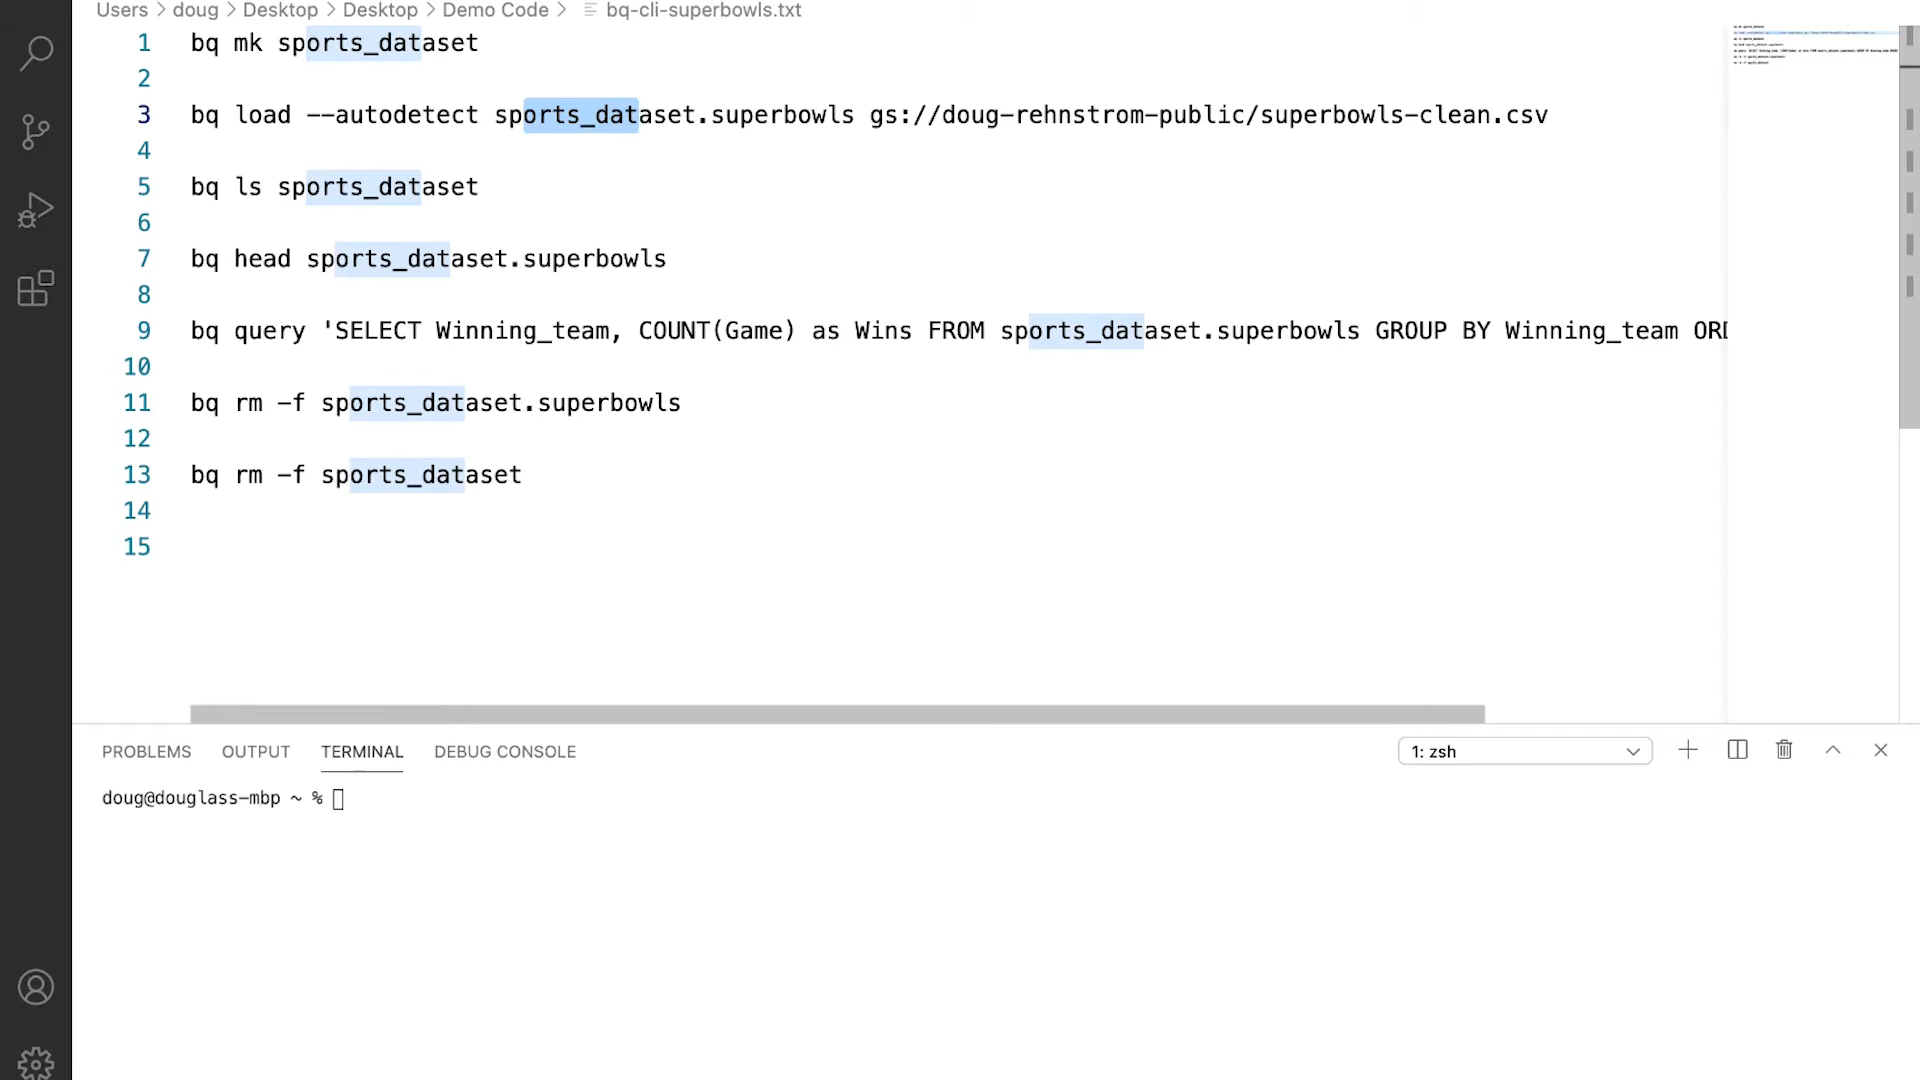 Users > doug > Desktop > Desktop > Demo Code > bq-cli-superbowls.txt
1 bq mk sports_dataset
2
3 bq load --autodetect sports_dataset.superbowls gs://doug-rehnstrom-public/superbowls-clean.csv
4
5 bq ls sports_dataset
6
7 bq head sports_dataset.superbowls
8
9 bq query 'SELECT Winning_team, COUNT(Game) as Wins FROM sports_dataset.superbowls GROUP BY Winning_team ORD
10
11 bq rm -f sports_dataset.superbowls
12
13 bq rm -f sports_dataset
14
15
PROBLEMS OUTPUT TERMINAL DEBUG CONSOLE 1: zsh
doug@douglass-mbp ~ %